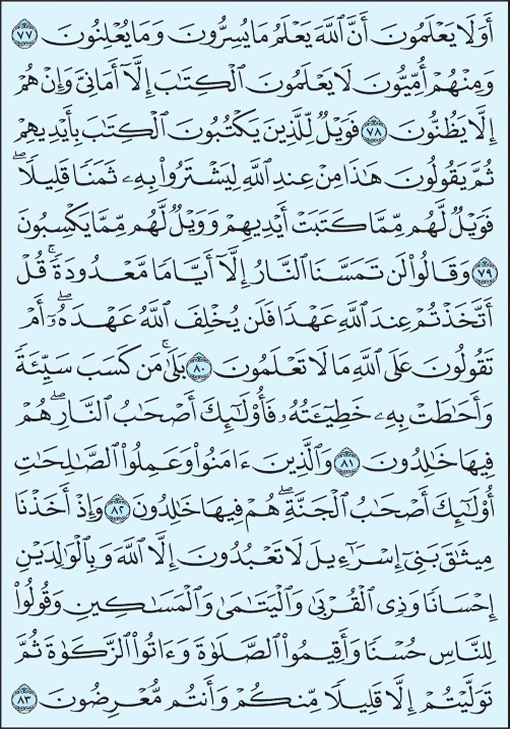 أَوَلَا يَعْلَمُونَ أَنَّ ٱللَّهَ يَعْلَمُ مَا يُسِرُّونَ وَمَا يُعْلِنُونَ ٧٧
وَمِنْهُمْ أُمِّيُّونَ لَا يَعْلَمُونَ ٱلْكِتَٰبَ إِلَّآ أَمَانِىَّ وَإِنْ هُمْ
إِلَّا يَظُنُّونَ ٧٨ فَوَيْلٌ لِّلَّذِينَ يَكْتُبُونَ ٱلْكِتَٰبَ بِأَيْدِيهِمْ
ثُمَّ يَقُولُونَ هَٰذَا مِنْ عِندِ ٱللَّهِ لِيَشْتَرُوا۟ بِهِۦ ثَمَنًا قَلِيلًا ۖ
فَوَيْلٌ لَّهُم مِّمَّا كَتَبَتْ أَيْدِيهِمْ وَوَيْلٌ لَّهُم مِّمَّا يَكْسِبُونَ
٧٩ وَقَالُوا۟ لَن تَمَسَّنَا ٱلنَّارُ إِلَّآ أَيَّامًا مَّعْدُودَةً ۚ قُلْ
أَتَّخَذْتُمْ عِندَ ٱللَّهِ عَهْدًا فَلَن يُخْلِفَ ٱللَّهُ عَهْدَهُۥٓ ۖ أَمْ
تَقُولُونَ عَلَى ٱللَّهِ مَا لَا تَعْلَمُونَ ٨٠ بَلَىٰ ۚ مَن كَسَبَ سَيِّئَةً
وَأَحَٰطَتْ بِهِۦ خَطِيٓـَٔتُهُۥ فَأُو۟لَٰٓئِكَ أَصْحَٰبُ ٱلنَّارِ ۖ هُمْ
فِيهَا خَٰلِدُونَ ٨١ وَٱلَّذِينَ ءَامَنُوا۟ وَعَمِلُوا۟ ٱلصَّٰلِحَٰتِ
أُو۟لَٰٓئِكَ أَصْحَٰبُ ٱلْجَنَّةِ ۖ هُمْ فِيهَا خَٰلِدُونَ ٨٢ وَإِذْ أَخَذْنَا
مِيثَٰقَ بَنِىٓ إِسْرَٰٓءِيلَ لَا تَعْبُدُونَ إِلَّا ٱللَّهَ وَبِٱلْوَٰلِدَيْنِ
إِحْسَانًا وَذِى ٱلْقُرْبَىٰ وَٱلْيَتَٰمَىٰ وَٱلْمَسَٰكِينِ وَقُولُوا۟
لِلنَّاسِ حُسْنًا وَأَقِيمُوا۟ ٱلصَّلَوٰةَ وَءَاتُوا۟ ٱلزَّكَوٰةَ ثُمَّ
تَوَلَّيْتُمْ إِلَّا قَلِيلًا مِّنكُمْ وَأَنتُم مُّعْرِضُونَ ٨٣